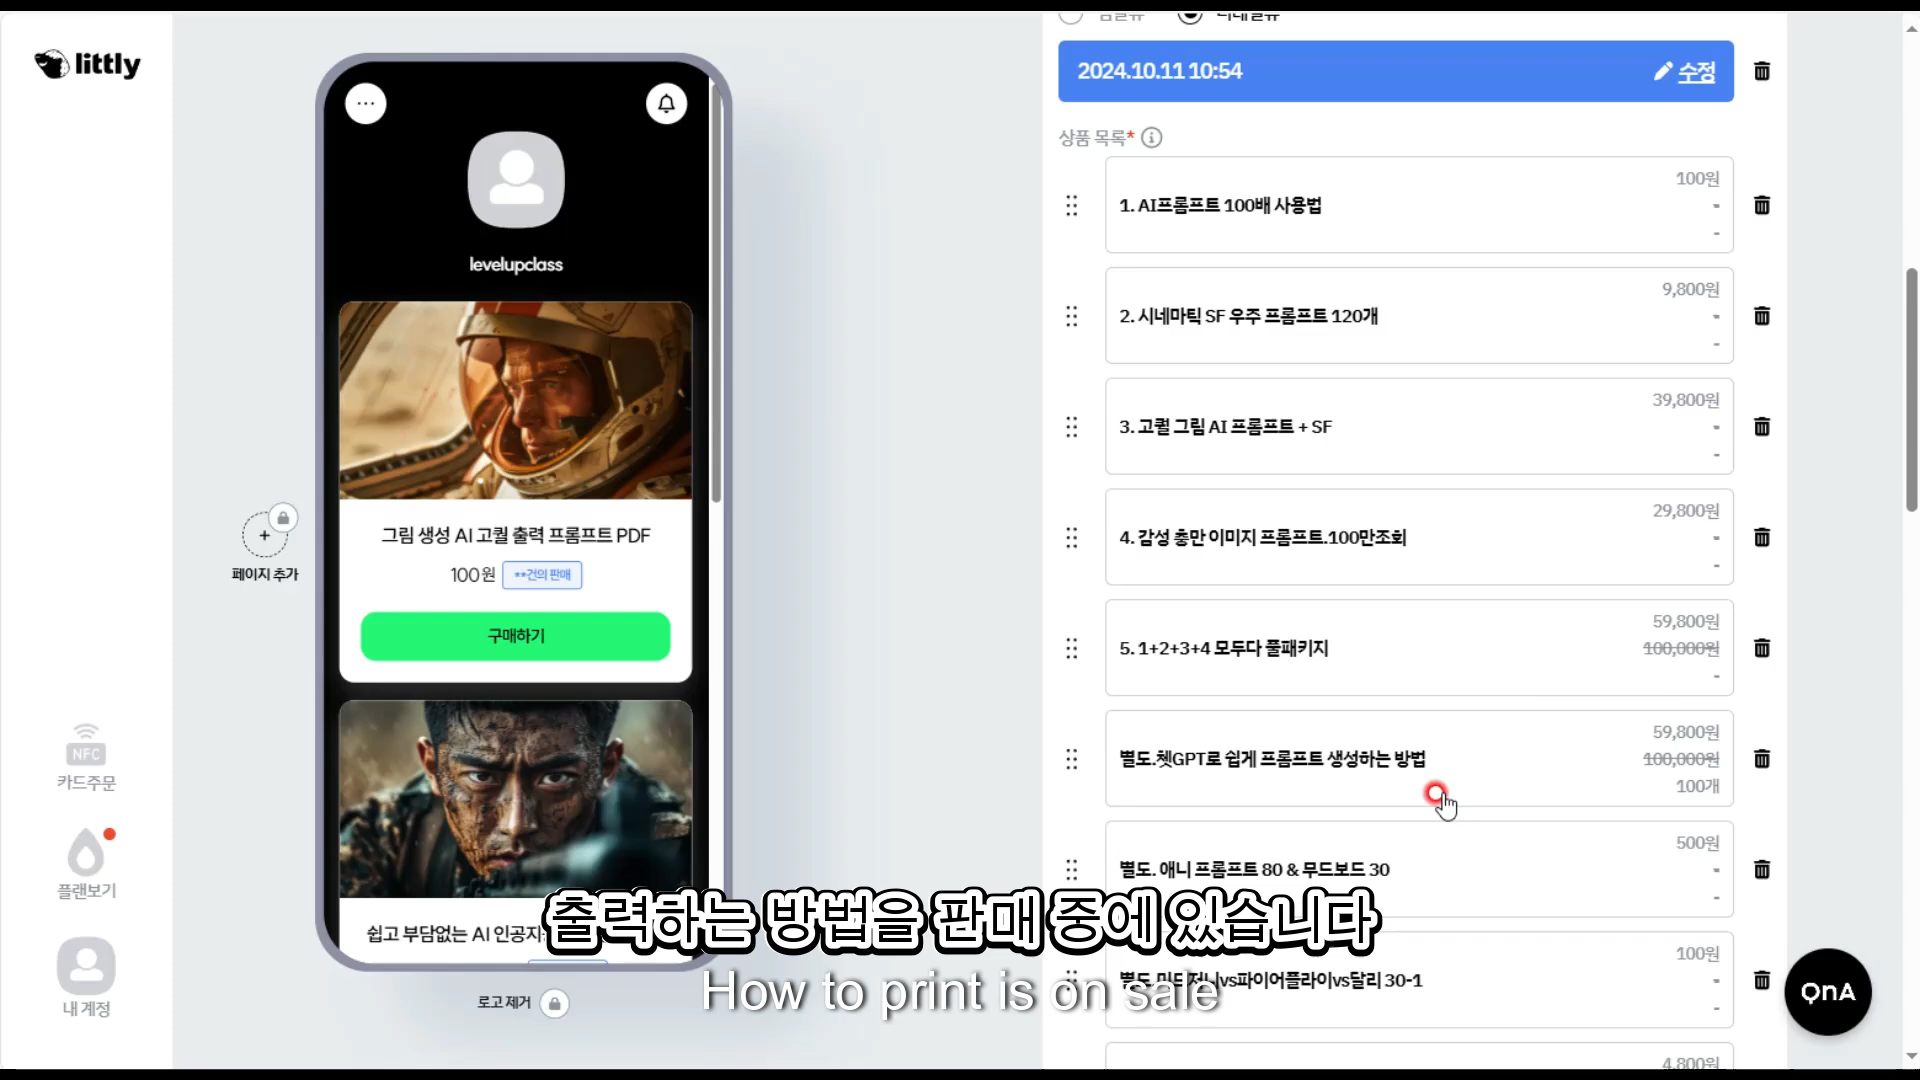 littly
levelupclass
그림 생성 AI 고퀄 출력 프롬프트 PDF
100원 **건의 판매
구매하기
쉽고 부담없는 AI 인공지
페이지 추가
로고 제거
NFC
카드주문
플랜보기
내 계정
2024.10.11 10:54
수정
상품 목록*
100원
1. AI프롬프트 100배 사용법
-
-
9,800원
2. 시네마틱 SF 우주 프롬프트 120개
-
-
39,800원
3. 고퀄 그림 AI 프롬프트 + SF
-
-
29,800원
4. 감성 충만 이미지 프롬프트.100만조회
-
-
59,800원
5. 1+2+3+4 모두다 풀패키지
100,000원
-
59,800원
별도.쳇GPT로 쉽게 프롬프트 생성하는 방법
100,000원
100개
500원
별도. 애니 프롬프트 80 & 무드보드 30
-
-
100원
별도.미드저니vs파이어플라이vs달리 30-1
-
-
4,800원
QnA
출력하는 방법을 판매 중에 있습니다
How to print is on sale